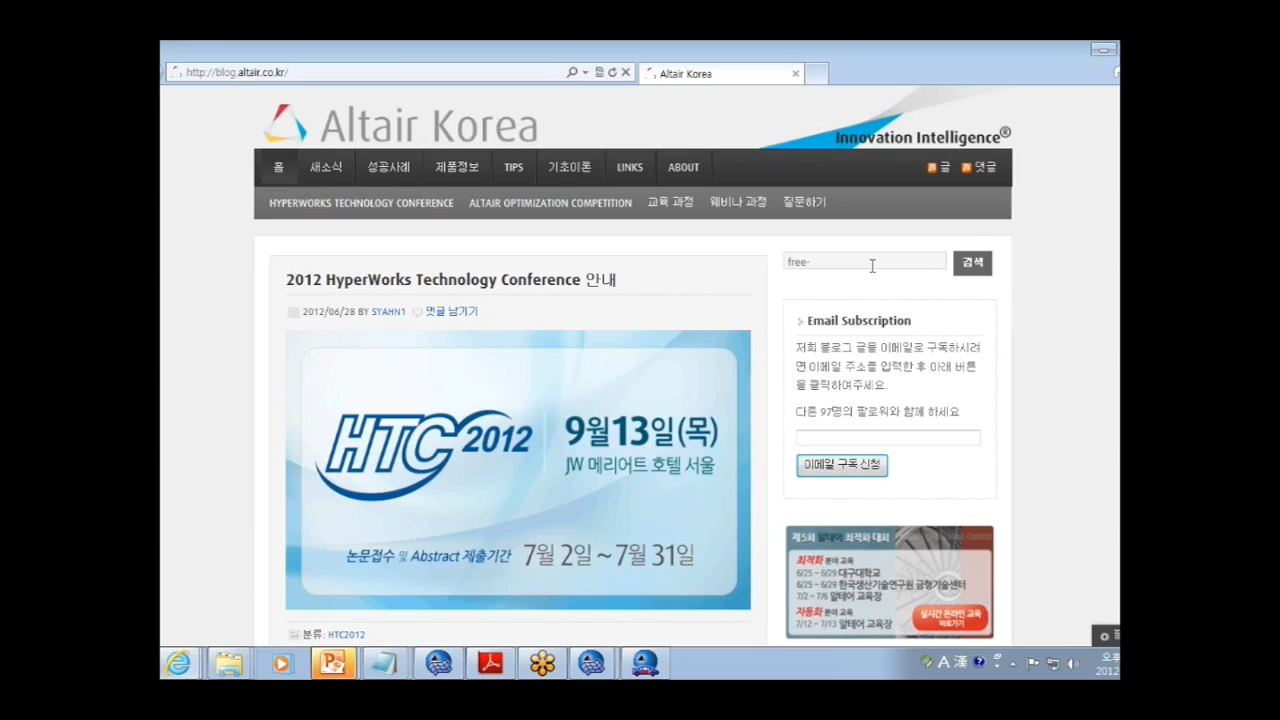 http://blog.altair.co.kr/
Altair Korea
Altair Korea
Innovation Intelligence®
홈 새소식 성공사례 제품정보 TIPS 기초이론 LINKS ABOUT 글 댓글
HYPERWORKS TECHNOLOGY CONFERENCE ALTAIR OPTIMIZATION COMPETITION 교육 과정 웨비나 과정 질문하기
2012 HyperWorks Technology Conference 안내
2012/06/28 BY SYAHN1 댓글 남기기
HTC 2012
9월13일(목)
JW 메리어트 호텔 서울
논문접수 및 Abstract 제출기간 7월 2일 ~ 7월 31일
분류: HTC2012
free-
검색
Email Subscription
저희 블로그 글을 이메일로 구독하시려
면 이메일 주소를 입력한 후 아래 버튼
을 클릭하여주세요.
다른 97명의 팔로워와 함께 하세요
이메일 구독 신청
제5회 알테어 최적화 대회
최적화 분야 교육
6/25 ~ 6/29 대구대학교
6/25 ~ 6/29 한국생산기술연구원 금형기술센터
7/2 ~ 7/6 알테어 교육장
자동화 분야 교육
7/12 ~ 7/13 알테어 교육장
실시간 온라인 교육
바로가기
A 漢
오후
2012